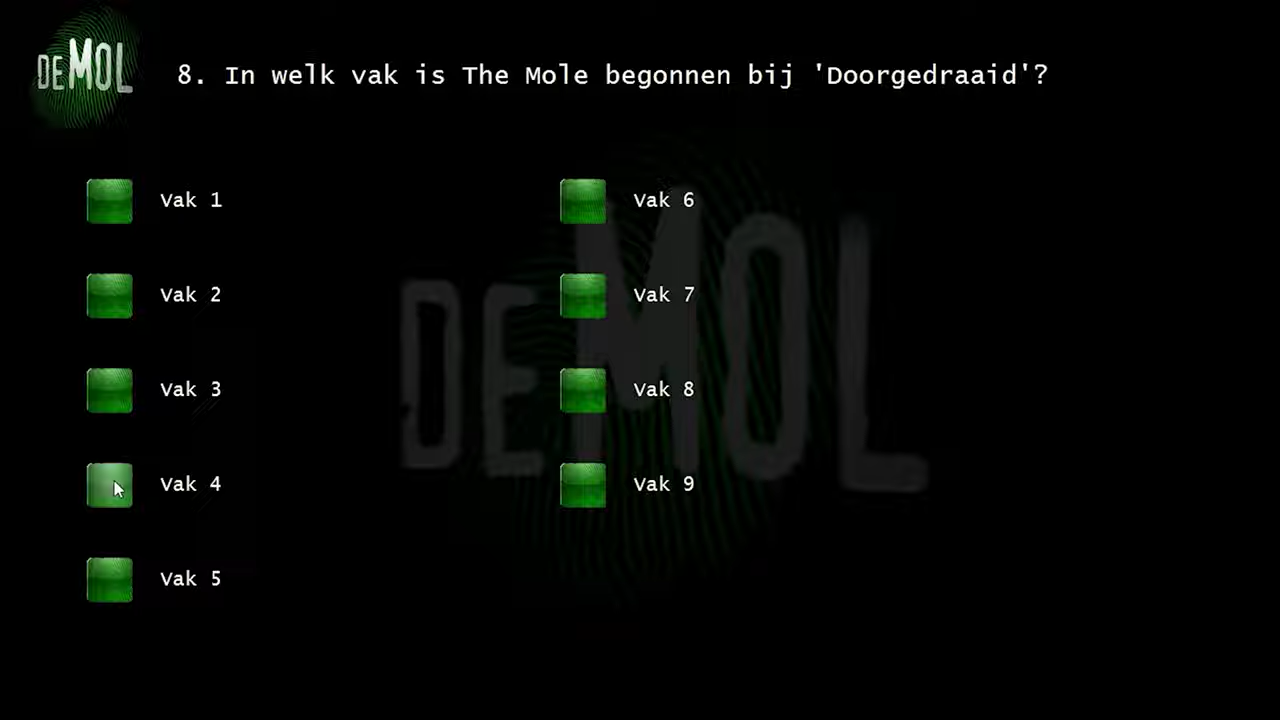 DE MOL
8. In welk vak is The Mole begonnen bij 'Doorgedraaid'?
Vak 1
Vak 2
Vak 3
Vak 4
Vak 5
Vak 6
Vak 7
Vak 8
Vak 9
DE MOL